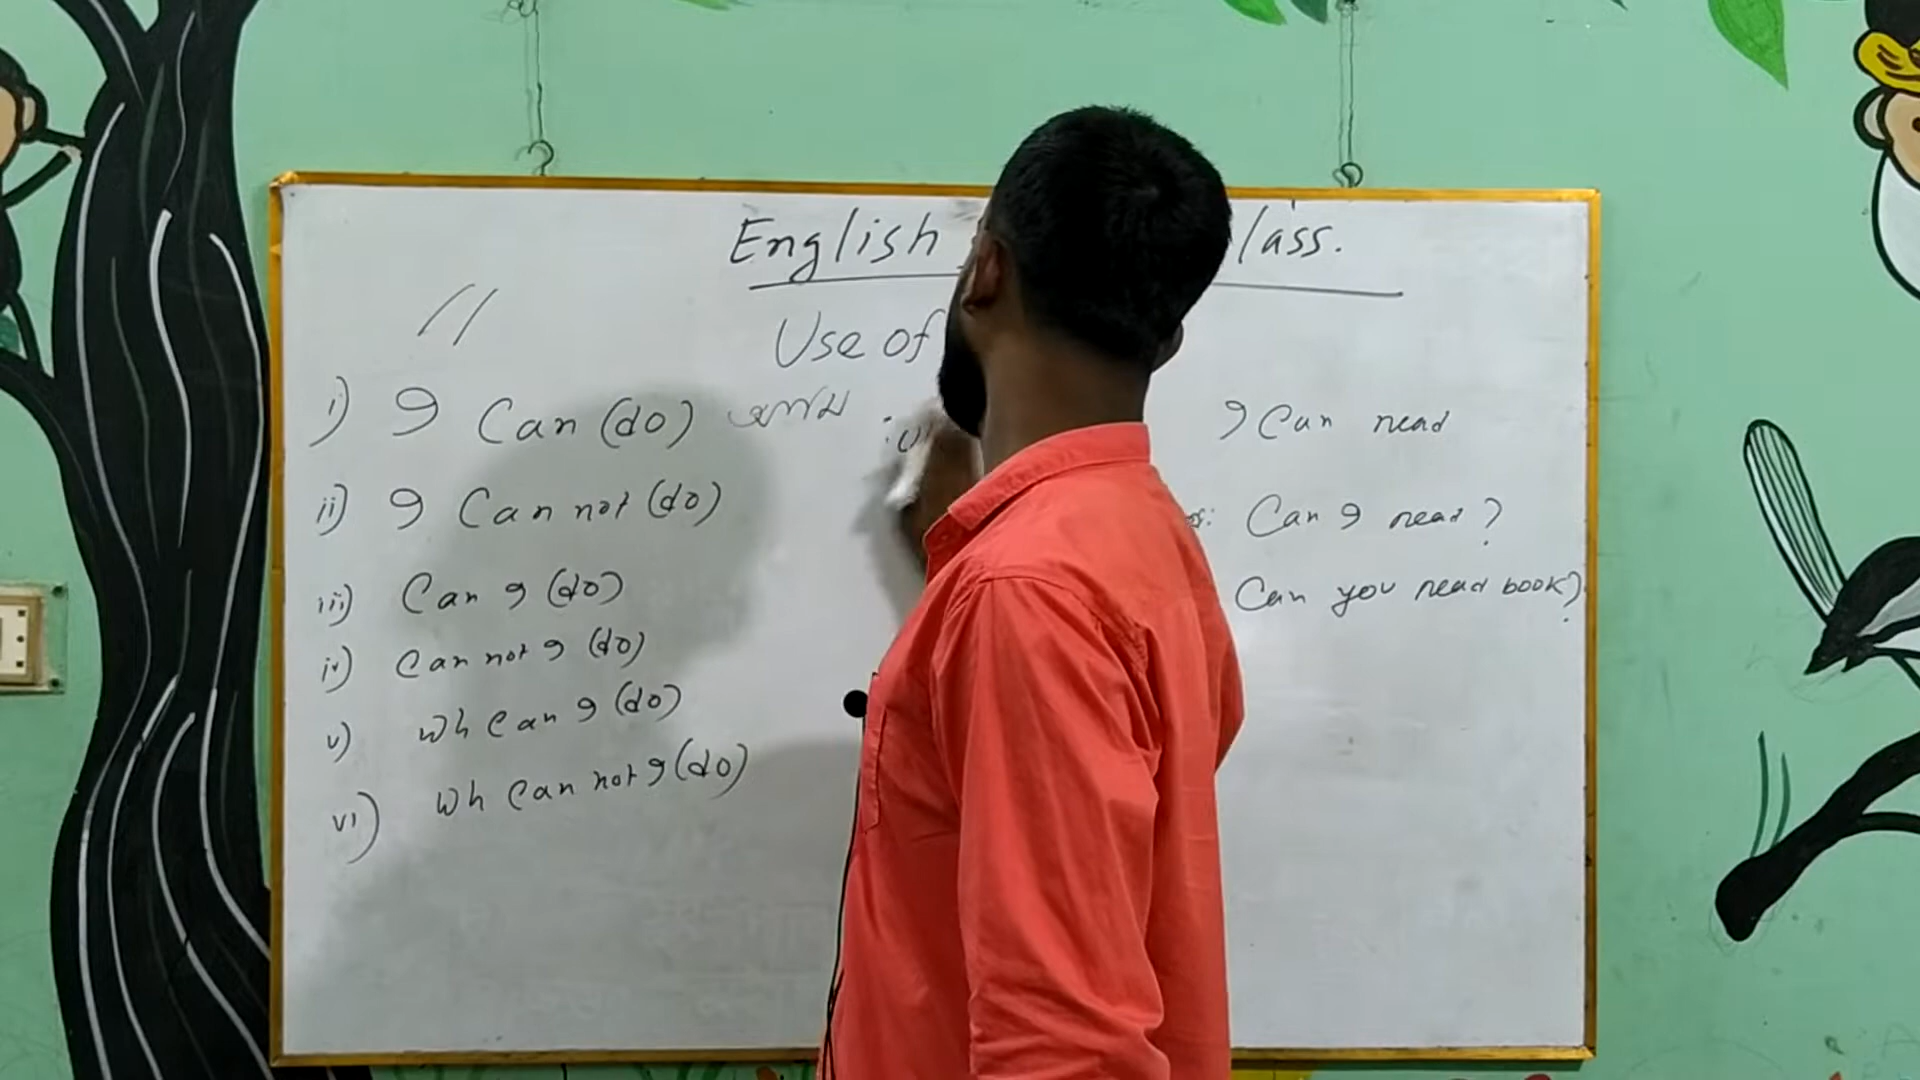 English lass.
Use of
i) I Can (do)
ii) I Can not (do)
iii) Can I (do)
iv) Can not I (do)
v) Wh Can I (do)
vi) Wh Can not I (do)
I Can read
Can I read?
Can you read book?